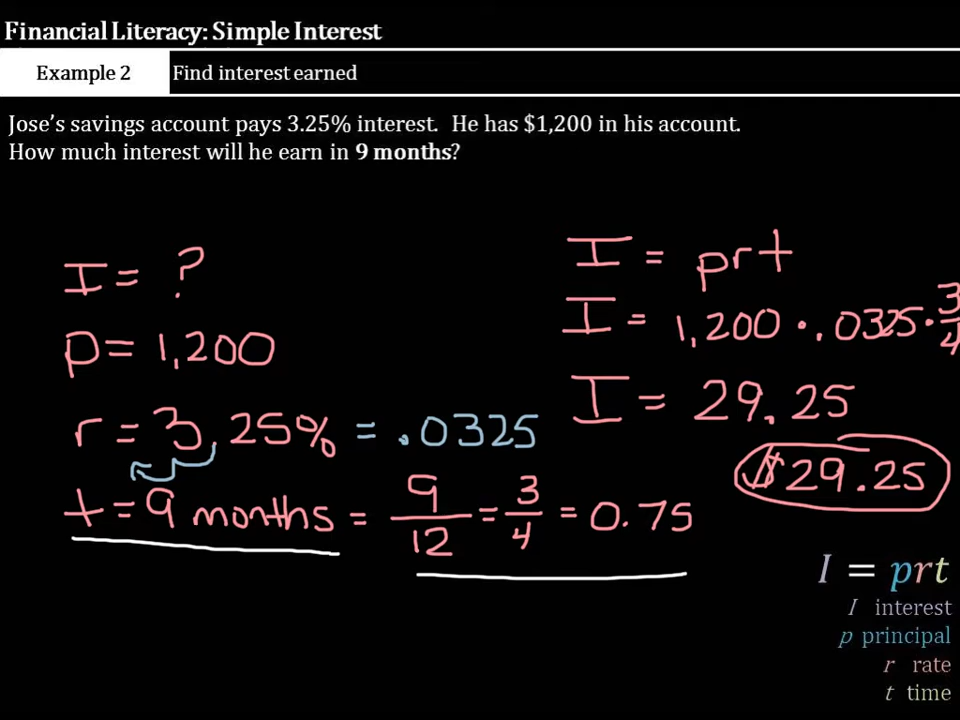 Financial Literacy: Simple Interest
Example 2 Find interest earned
Jose's savings account pays 3.25% interest. He has $1,200 in his account.
How much interest will he earn in 9 months?
I = ?
p = 1,200
r = 3.25% = .0325
t = 9 months = 9/12 = 3/4 = 0.75
I = prt
I = 1,200 · .0325 · 3/4
I = 29.25
$29.25
I = prt
I interest
p principal
r rate
t time